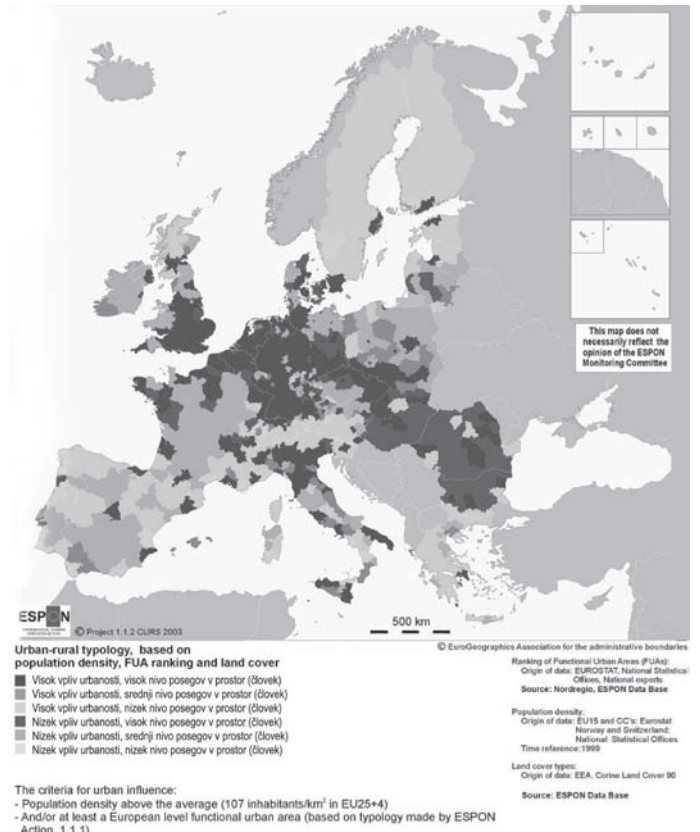 This map does not
necessarily reflect the
opinion of the ESPON
Monitoring Committee
ESPON
© Project 1.1.2 CURS 2003
500 km
© EuroGeographics Association for the administrative boundaries
Urban-rural typology, based on
population density, FUA ranking and land cover
Visok vpliv urbanosti, visok nivo posegov v prostor (človek)
Visok vpliv urbanosti, srednji nivo posegov v prostor (človek)
Visok vpliv urbanosti, nizek nivo posegov v prostor (človek)
Nizek vpliv urbanosti, visok nivo posegov v prostor (človek)
Nizek vpliv urbanosti, srednji nivo posegov v prostor (človek)
Nizek vpliv urbanosti, nizek nivo posegov v prostor (človek)
The criteria for urban influence:
- Population density above the average (107 inhabitants/km² in EU25+4)
- And/or at least a European level functional urban area (based on typology made by ESPON
Action 1.1.1)
Ranking of Functional Urban Areas (FUAs):
Origin of data: EUROSTAT, National Statistical
Offices, National experts
Source: Nordregio, ESPON Data Base
Population density:
Origin of data: EU15 and CC's: Eurostat
Norway and Switzerland:
National Statistical Offices
Time reference:1999
Land cover types:
Origin of data: EEA, Corine Land Cover 90
Source: ESPON Data Base